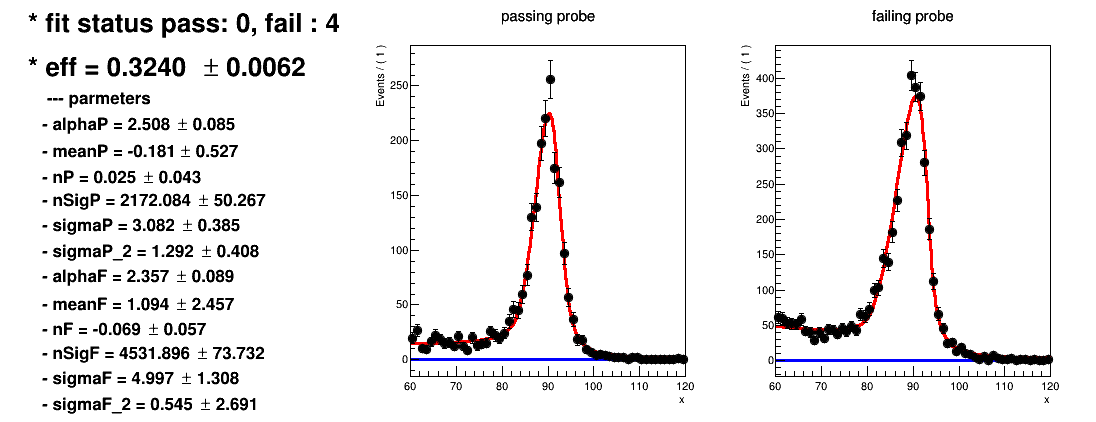 * fit status pass: 0, fail : 4
* eff = 0.3240 ± 0.0062
--- parmeters
- alphaP = 2.508 ± 0.085
- meanP = -0.181 ± 0.527
- nP = 0.025 ± 0.043
- nSigP = 2172.084 ± 50.267
- sigmaP = 3.082 ± 0.385
- sigmaP_2 = 1.292 ± 0.408
- alphaF = 2.357 ± 0.089
- meanF = 1.094 ± 2.457
- nF = -0.069 ± 0.057
- nSigF = 4531.896 ± 73.732
- sigmaF = 4.997 ± 1.308
- sigmaF_2 = 0.545 ± 2.691
passing probe
Events / ( 1 )
250
200
150
100
50
0
60 70 80 90 100 110 120
x
failing probe
Events / ( 1 )
400
350
300
250
200
150
100
50
0
60 70 80 90 100 110 120
x